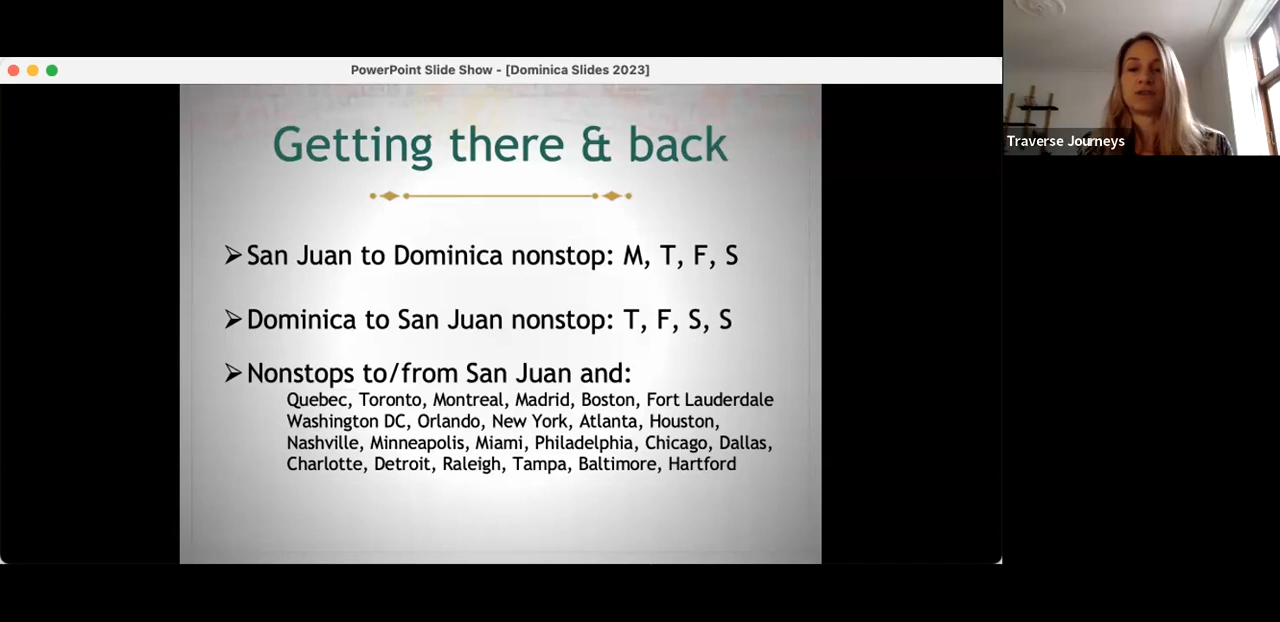 PowerPoint Slide Show - [Dominica Slides 2023]
Getting there & back
➢San Juan to Dominica nonstop: M, T, F, S
➢Dominica to San Juan nonstop: T, F, S, S
➢Nonstops to/from San Juan and:
Quebec, Toronto, Montreal, Madrid, Boston, Fort Lauderdale
Washington DC, Orlando, New York, Atlanta, Houston,
Nashville, Minneapolis, Miami, Philadelphia, Chicago, Dallas,
Charlotte, Detroit, Raleigh, Tampa, Baltimore, Hartford
Traverse Journeys